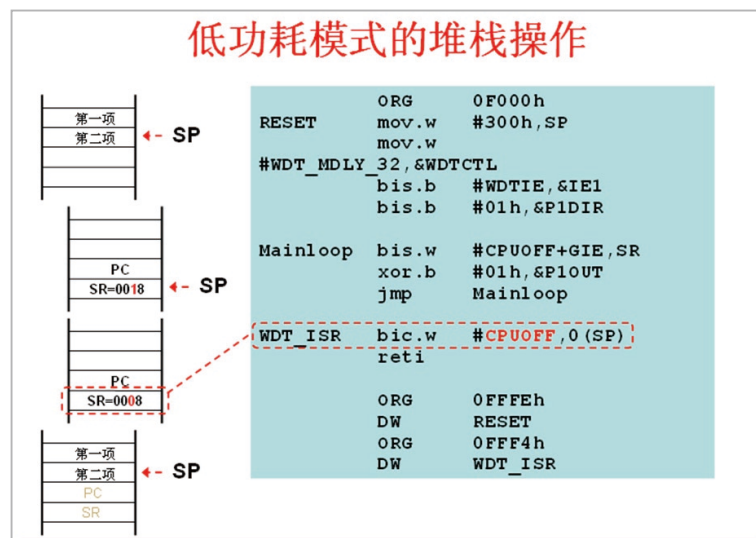 低功耗模式的堆栈操作
第一项
第二项
SP
PC
SR=0018
SP
PC
SR=0008
第一项
第二项
SP
PC
SR
ORG 0F000h
RESET mov.w #300h,SP
mov.w
#WDT_MDLY_32,&WDTCTL
bis.b #WDTIE,&IE1
bis.b #01h,&P1DIR
Mainloop bis.w #CPUOFF+GIE,SR
xor.b #01h,&P1OUT
jmp Mainloop
WDT_ISR bic.w #CPUOFF,0(SP)
reti
ORG 0FFFEh
DW RESET
ORG 0FFF4h
DW WDT_ISR